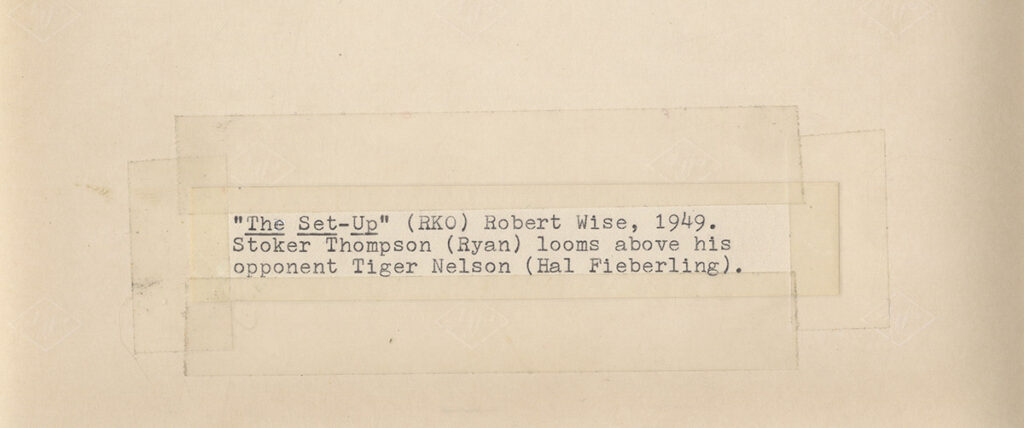 "The Set-Up" (RKO) Robert Wise, 1949.
Stoker Thompson (Ryan) looms above his
opponent Tiger Nelson (Hal Fieberling).